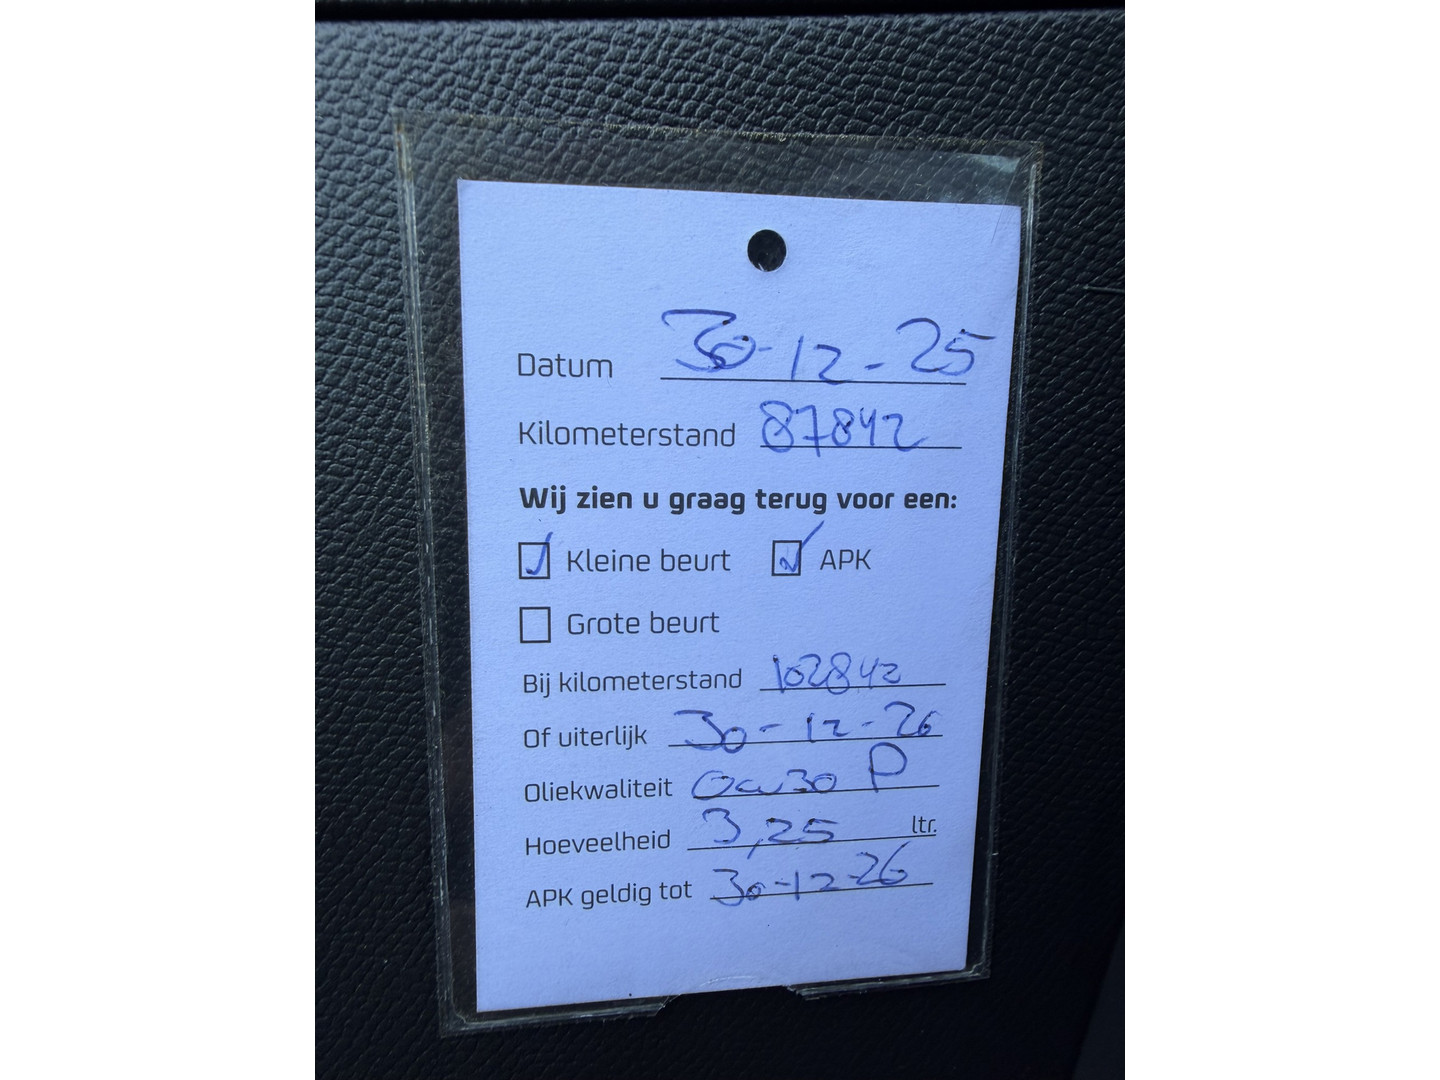 Datum 30-12-25
Kilometerstand 87842
Wij zien u graag terug voor een:
Kleine beurt APK
Grote beurt
Bij kilometerstand 102842
Of uiterlijk 30-12-26
Oliekwaliteit 0w30 P
Hoeveelheid 3,25 ltr.
APK geldig tot 30-12-26